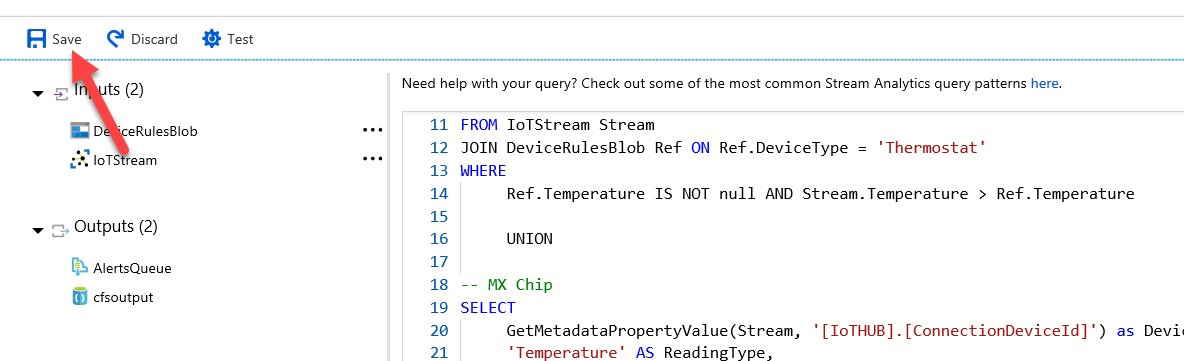 Save Discard Test
Need help with your query? Check out some of the most common Stream Analytics query patterns here.
Inputs (2)
DeviceRulesBlob •••
IoTStream •••
Outputs (2)
AlertsQueue
cfsoutput
11 FROM IoTStream Stream
12 JOIN DeviceRulesBlob Ref ON Ref.DeviceType = 'Thermostat'
13 WHERE
14 Ref.Temperature IS NOT null AND Stream.Temperature > Ref.Temperature
15
16 UNION
17
18 -- MX Chip
19 SELECT
20 GetMetadataPropertyValue(Stream, '[IoTHUB].[ConnectionDeviceId]') as Devi
21 'Temperature' AS ReadingType,